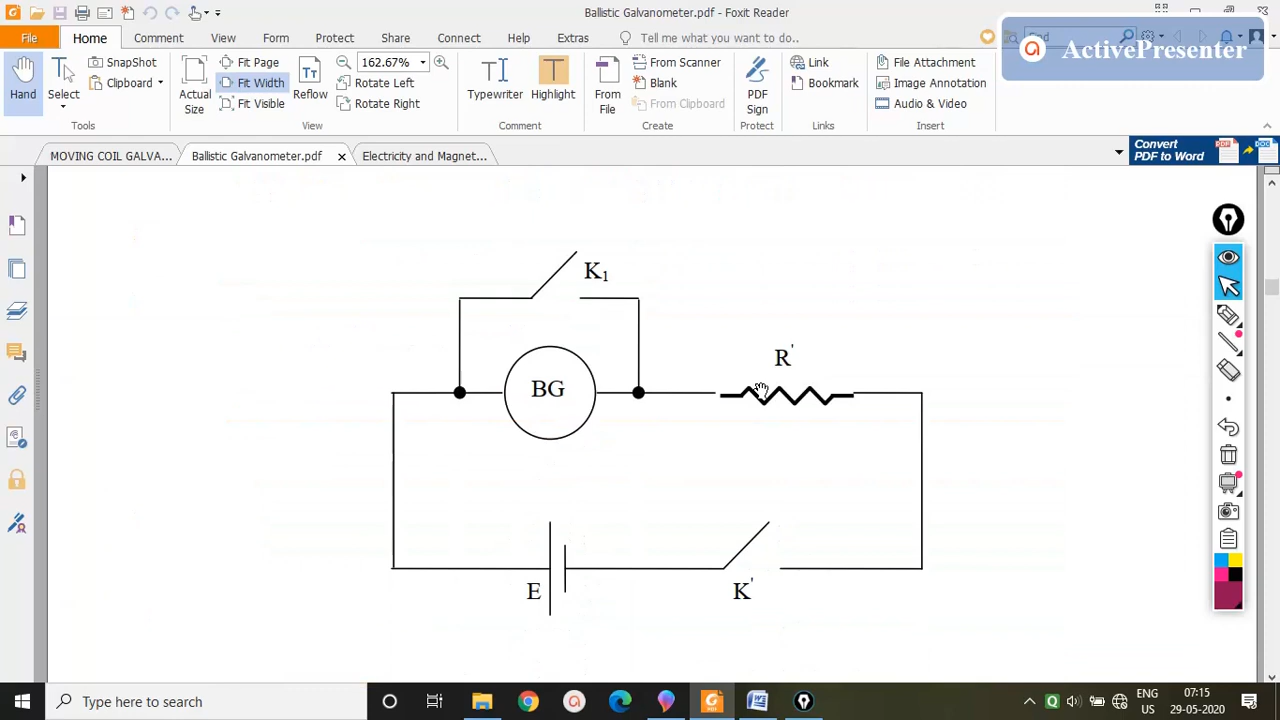 Ballistic Galvanometer.pdf - Foxit Reader
File Home Comment View Form Protect Share Connect Help Extras Tell me what you want to do.. Find
ActivePresenter
Hand
Select
SnapShot
Clipboard
Tools
Actual Size
Fit Page
Fit Width
Fit Visible
Reflow
162.67%
Rotate Left
Rotate Right
View
Typewriter
Highlight
Comment
From File
From Scanner
Blank
From Clipboard
Create
PDF Sign
Protect
Link
Bookmark
Links
File Attachment
Image Annotation
Audio & Video
Insert
MOVING COIL GALVA... Ballistic Galvanometer.pdf Electricity and Magnet...
Convert
PDF to Word
K1
R'
BG
E
K'
Type here to search
ENG
US
07:15
29-05-2020